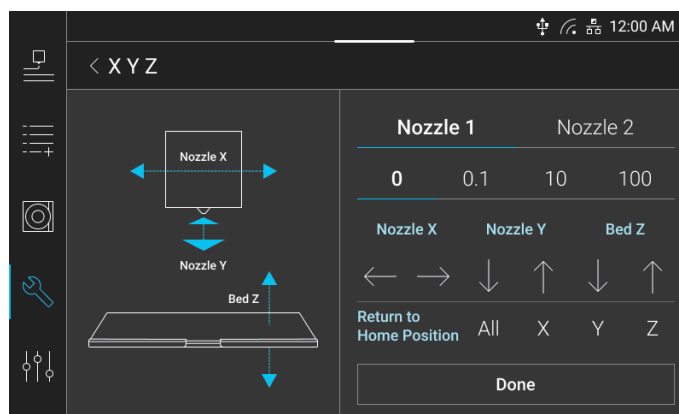 12:00 AM
X Y Z
Nozzle X
Nozzle Y
Bed Z
Nozzle 1 Nozzle 2
0 0.1 10 100
Nozzle X Nozzle Y Bed Z
Return to
Home Position All X Y Z
Done